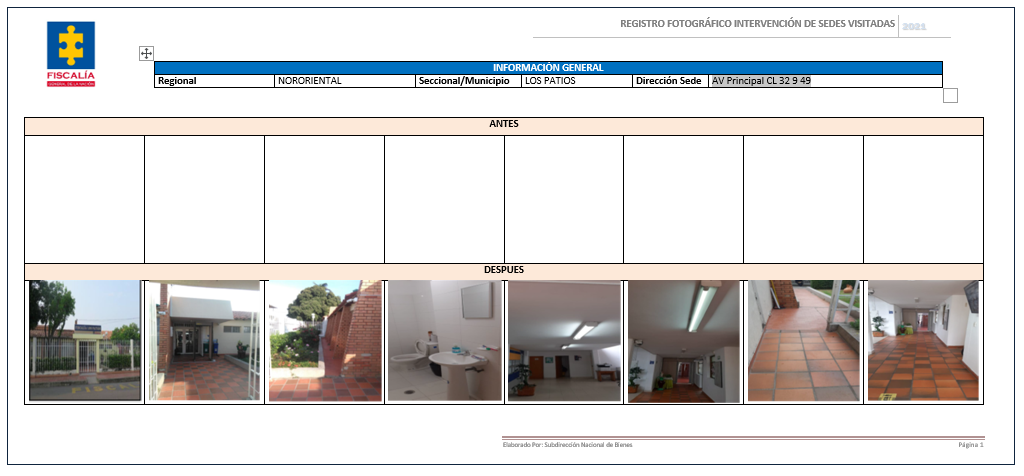 REGISTRO FOTOGRÁFICO INTERVENCIÓN DE SEDES VISITADAS 2021
FISCALÍA
GENERAL DE LA NACIÓN
INFORMACIÓN GENERAL
Regional NORORIENTAL Seccional/Municipio LOS PATIOS Dirección Sede AV Principal CL 32 9 49
ANTES
DESPUES
Elaborado Por: Subdirección Nacional de Bienes Página 1